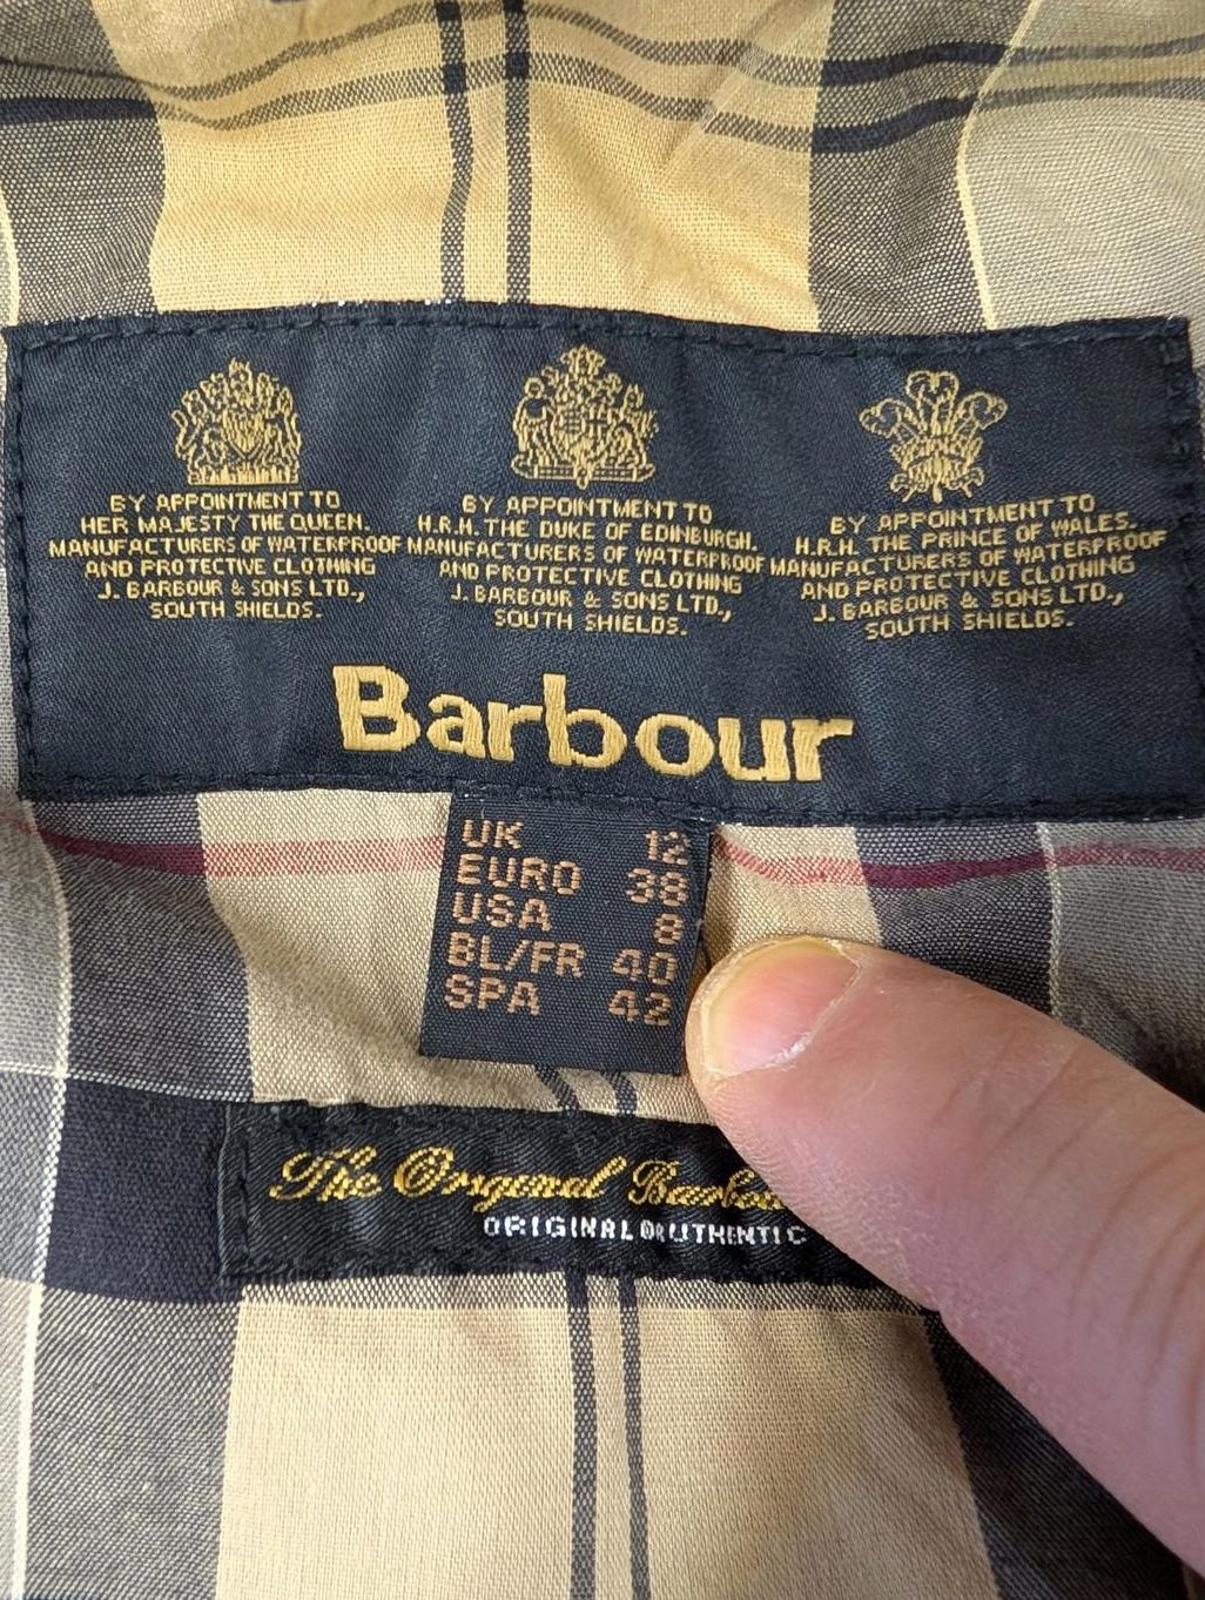 BY APPOINTMENT TO
HER MAJESTY THE QUEEN.
MANUFACTURERS OF WATERPROOF
AND PROTECTIVE CLOTHING
J. BARBOUR & SONS LTD.,
SOUTH SHIELDS.
BY APPOINTMENT TO
H.R.H. THE DUKE OF EDINBURGH.
MANUFACTURERS OF WATERPROOF
AND PROTECTIVE CLOTHING
J. BARBOUR & SONS LTD.,
SOUTH SHIELDS.
BY APPOINTMENT TO
H.R.H. THE PRINCE OF WALES.
MANUFACTURERS OF WATERPROOF
AND PROTECTIVE CLOTHING
J. BARBOUR & SONS LTD.,
SOUTH SHIELDS.
Barbour
UK 12
EURO 38
USA 8
BL/FR 40
SPA 42
The Original
ORIGINAL